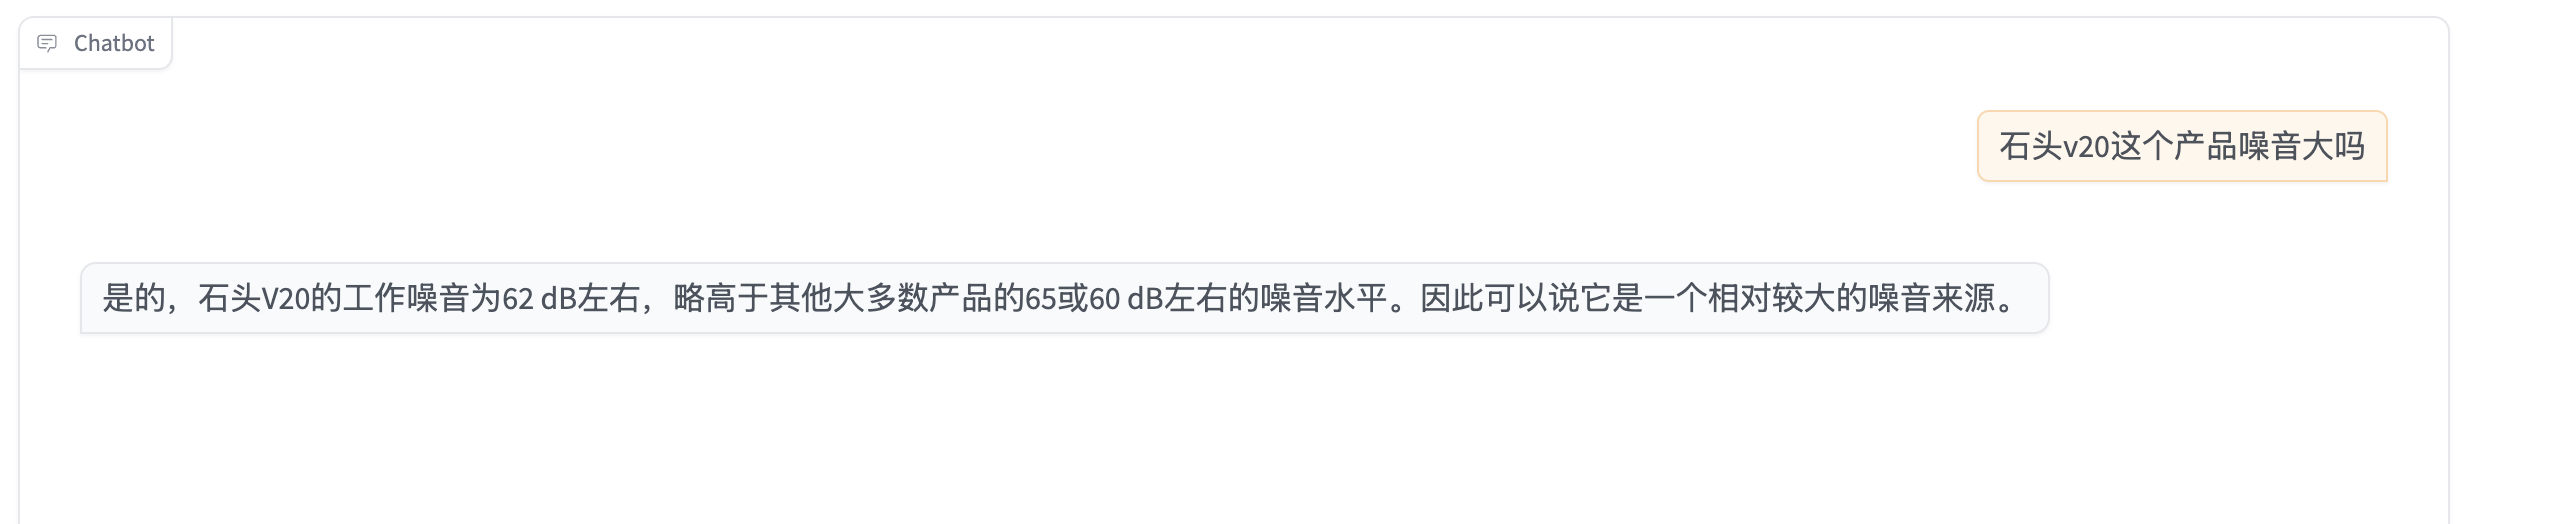 Chatbot
石头v20这个产品噪音大吗
是的，石头V20的工作噪音为62 dB左右，略高于其他大多数产品的65或60 dB左右的噪音水平。因此可以说它是一个相对较大的噪音来源。